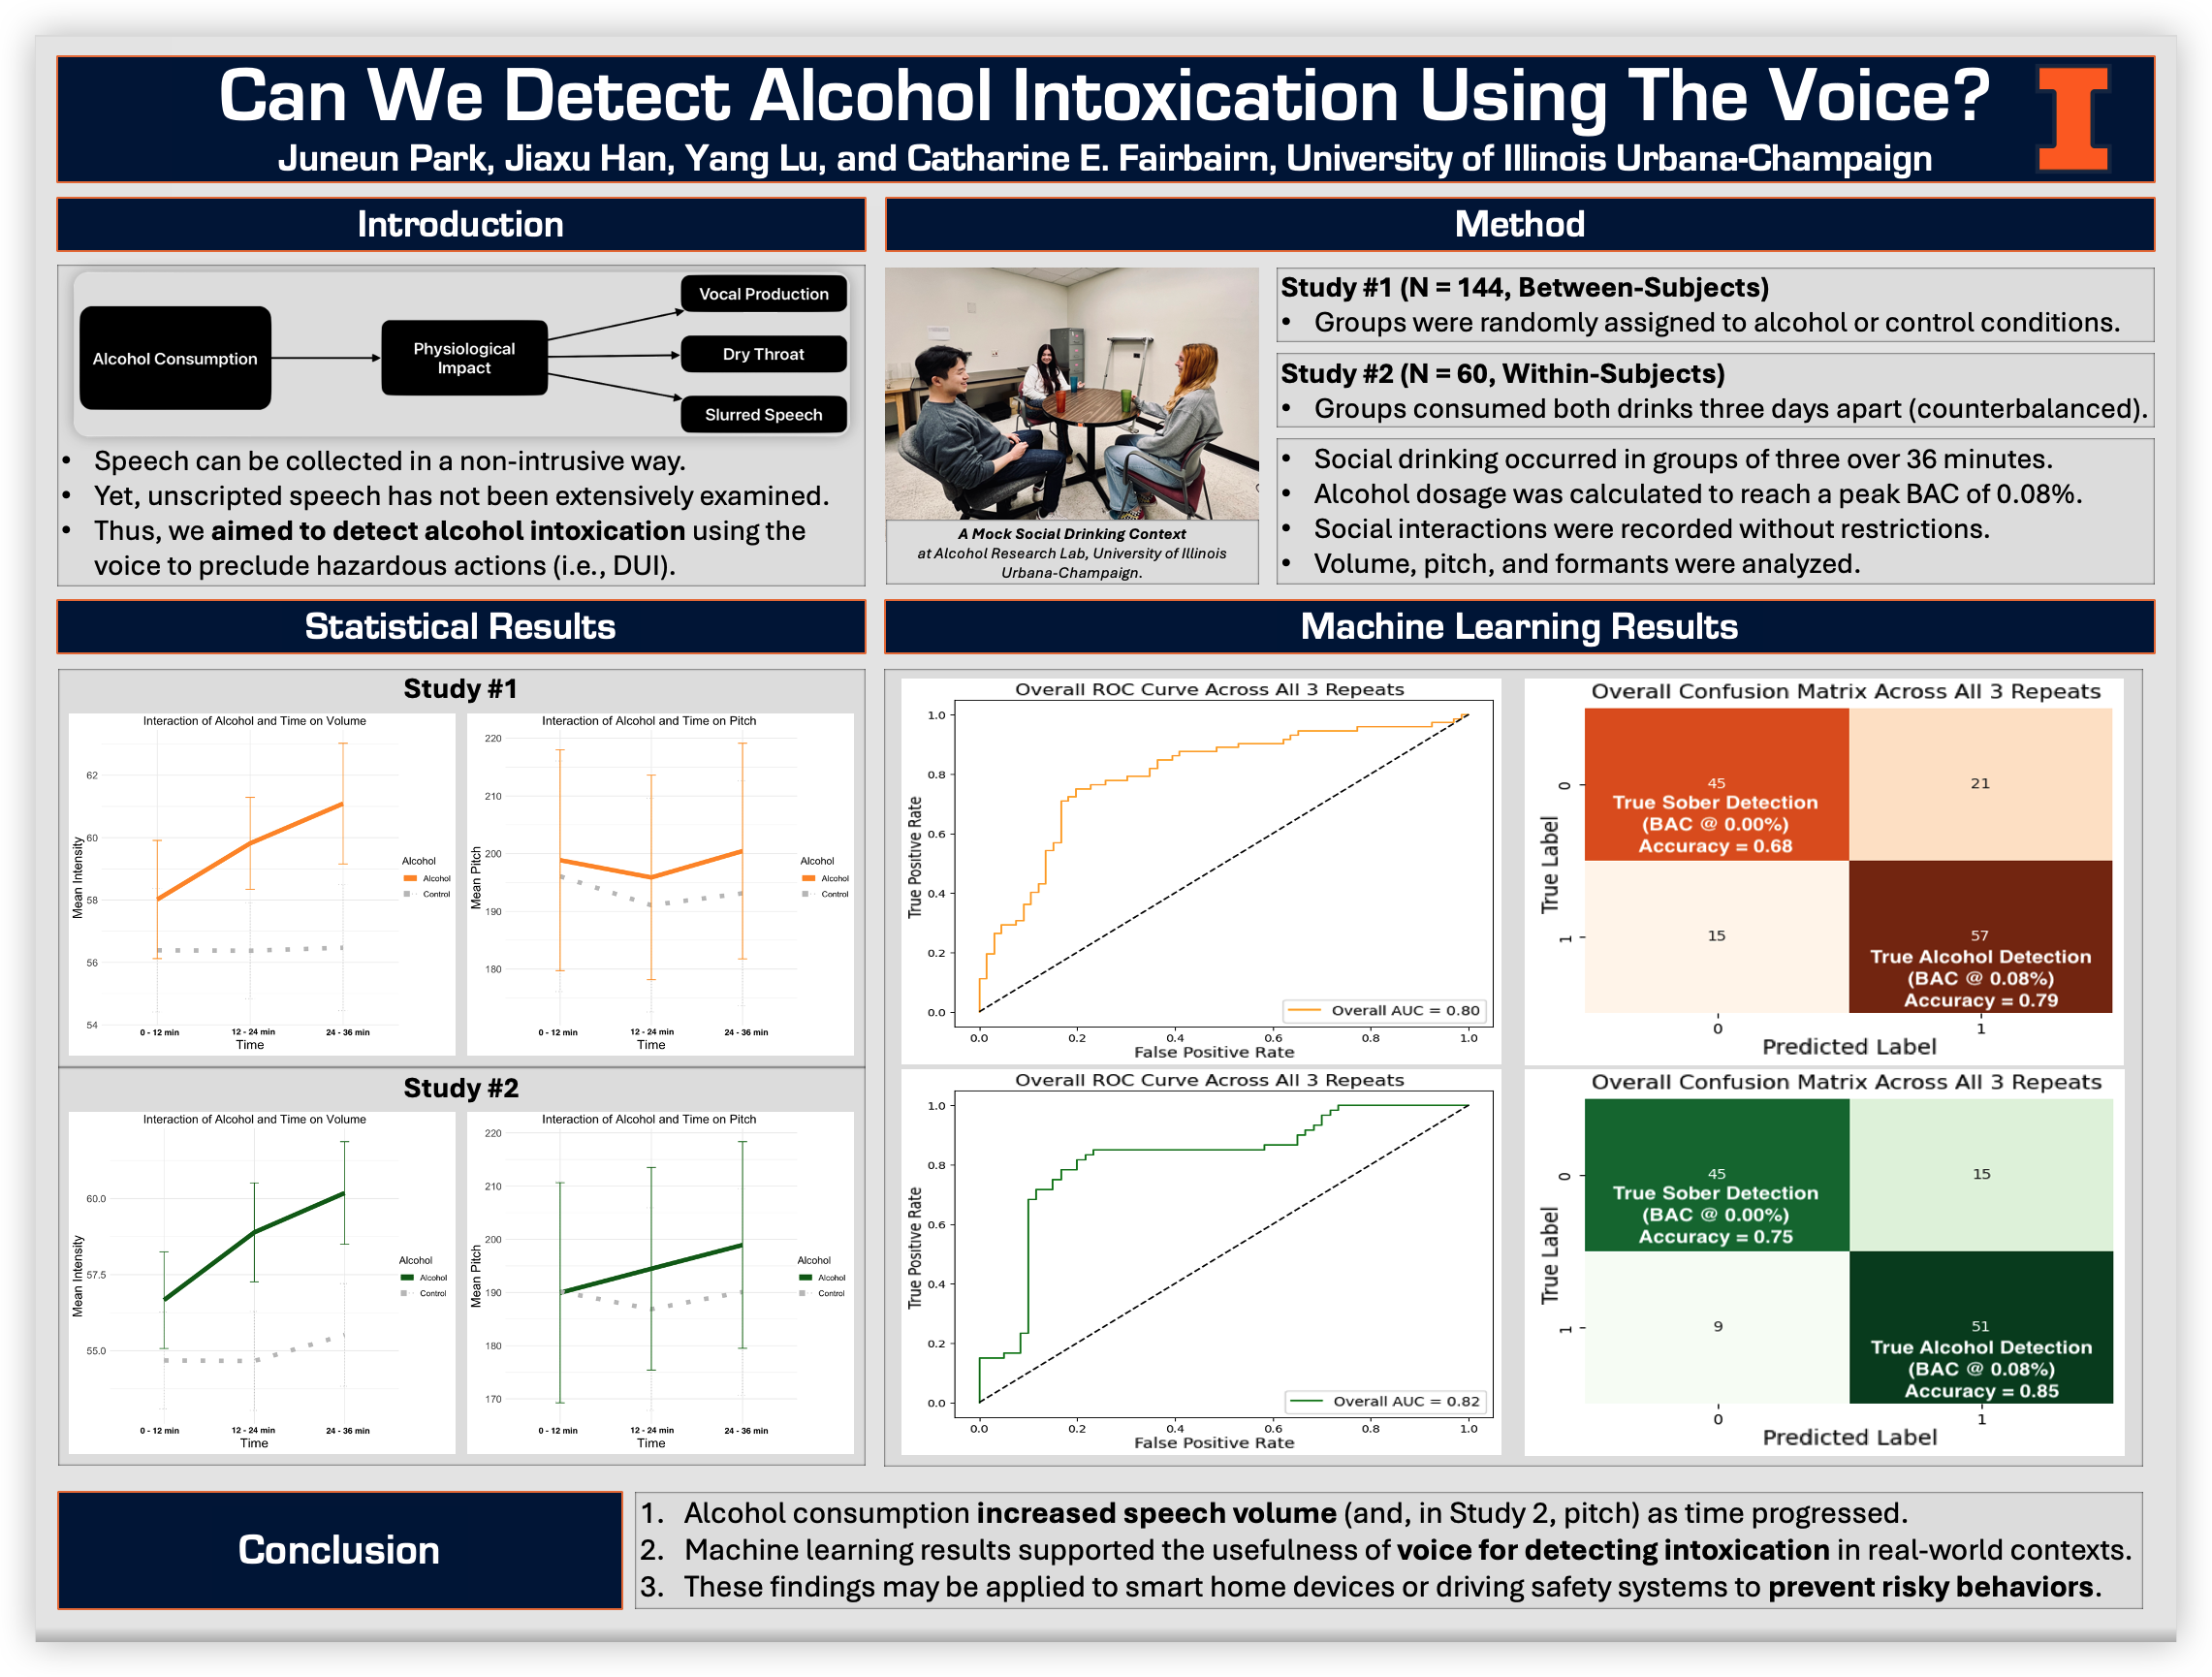 Can We Detect Alcohol Intoxication Using The Voice?
Juneun Park, Jiaxu Han, Yang Lu, and Catharine E. Fairbairn, University of Illinois Urbana-Champaign
Introduction
Alcohol Consumption
Physiological
Impact
Vocal Production
Dry Throat
Slurred Speech
• Speech can be collected in a non-intrusive way.
• Yet, unscripted speech has not been extensively examined.
• Thus, we aimed to detect alcohol intoxication using the
voice to preclude hazardous actions (i.e., DUI).
Method
A Mock Social Drinking Context
at Alcohol Research Lab, University of Illinois
Urbana-Champaign.
Study #1 (N = 144, Between-Subjects)
• Groups were randomly assigned to alcohol or control conditions.
Study #2 (N = 60, Within-Subjects)
• Groups consumed both drinks three days apart (counterbalanced).
• Social drinking occurred in groups of three over 36 minutes.
• Alcohol dosage was calculated to reach a peak BAC of 0.08%.
• Social interactions were recorded without restrictions.
• Volume, pitch, and formants were analyzed.
Statistical Results
Study #1
Interaction of Alcohol and Time on Volume
Mean Intensity
62
60
58
56
54
0 - 12 min
12 - 24 min
24 - 36 min
Time
Alcohol
Alcohol
Control
Interaction of Alcohol and Time on Pitch
Mean Pitch
220
210
200
190
180
0 - 12 min
12 - 24 min
24 - 36 min
Time
Alcohol
Alcohol
Control
Study #2
Interaction of Alcohol and Time on Volume
Mean Intensity
60.0
57.5
55.0
0 - 12 min
12 - 24 min
24 - 36 min
Time
Alcohol
Alcohol
Control
Interaction of Alcohol and Time on Pitch
Mean Pitch
220
210
200
190
180
170
0 - 12 min
12 - 24 min
24 - 36 min
Time
Alcohol
Alcohol
Control
Machine Learning Results
Overall ROC Curve Across All 3 Repeats
True Positive Rate
1.0
0.8
0.6
0.4
0.2
0.0
0.0 0.2 0.4 0.6 0.8 1.0
False Positive Rate
Overall AUC = 0.80
Overall Confusion Matrix Across All 3 Repeats
True Label
0
1
45
True Sober Detection
(BAC @ 0.00%)
Accuracy = 0.68
21
15
57
True Alcohol Detection
(BAC @ 0.08%)
Accuracy = 0.79
0 1
Predicted Label
Overall ROC Curve Across All 3 Repeats
True Positive Rate
1.0
0.8
0.6
0.4
0.2
0.0
0.0 0.2 0.4 0.6 0.8 1.0
False Positive Rate
Overall AUC = 0.82
Overall Confusion Matrix Across All 3 Repeats
True Label
0
1
45
True Sober Detection
(BAC @ 0.00%)
Accuracy = 0.75
15
9
51
True Alcohol Detection
(BAC @ 0.08%)
Accuracy = 0.85
0 1
Predicted Label
Conclusion
1. Alcohol consumption increased speech volume (and, in Study 2, pitch) as time progressed.
2. Machine learning results supported the usefulness of voice for detecting intoxication in real-world contexts.
3. These findings may be applied to smart home devices or driving safety systems to prevent risky behaviors.